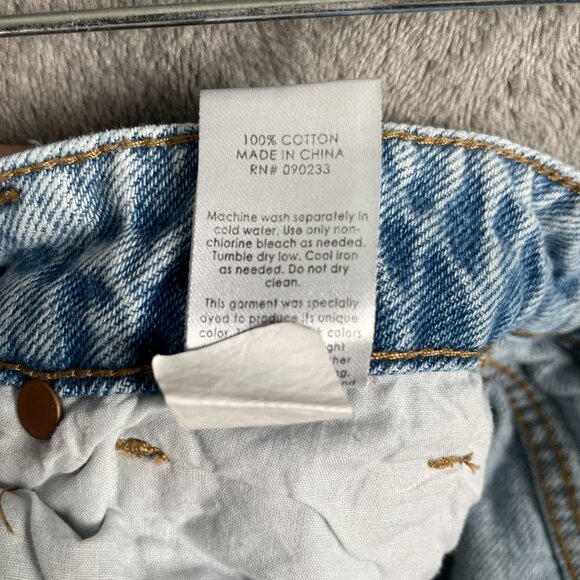 100% COTTON
MADE IN CHINA
RN# 090233
Machine wash separately in
cold water. Use only non-
chlorine bleach as needed.
Tumble dry low. Cool iron
as needed. Do not dry
clean.
This garment was specially
dyed to produce its unique
color. colors